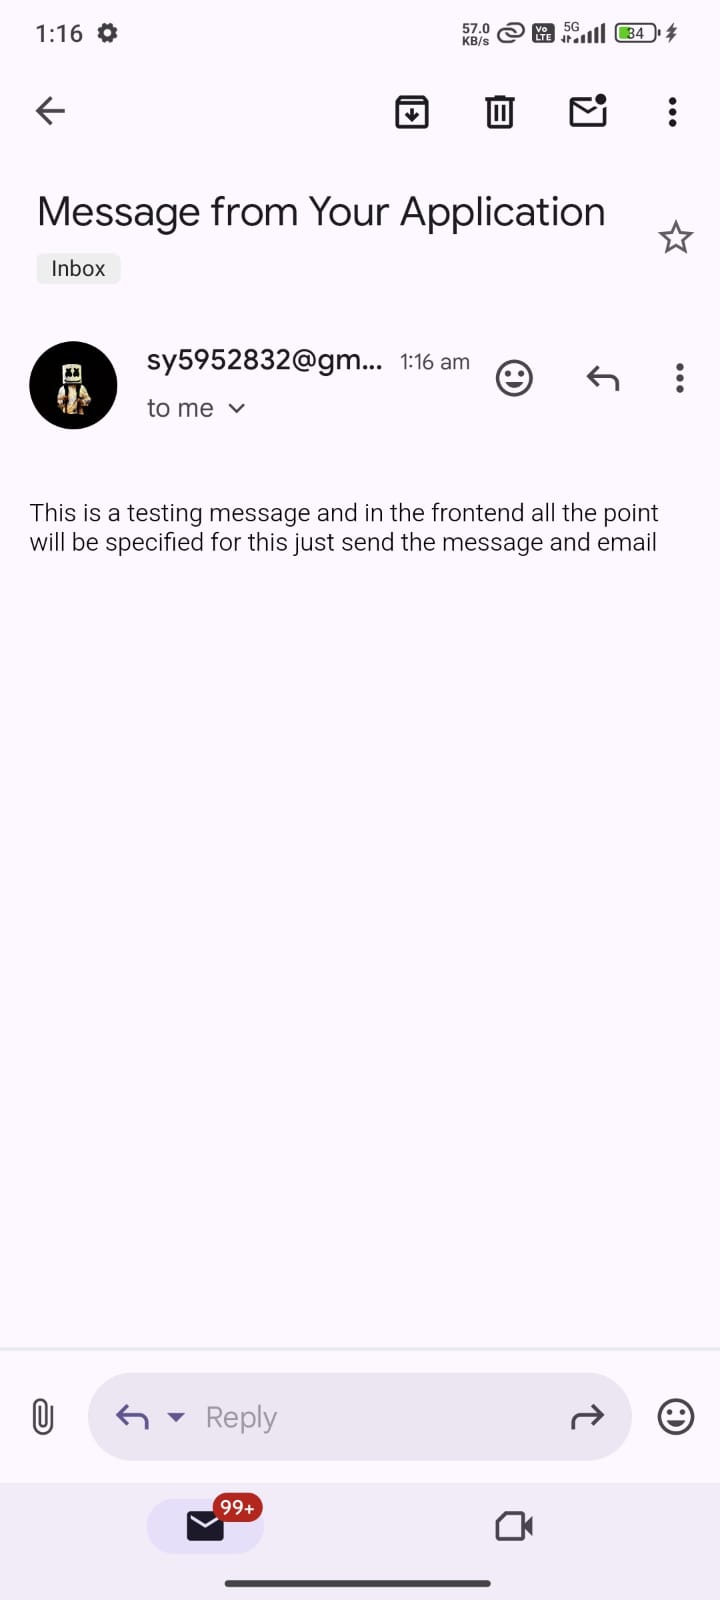 1:16
57.0
KB/s
Vo
LTE
5G
34
Message from Your Application
Inbox
sy5952832@gm... 1:16 am
to me
This is a testing message and in the frontend all the point
will be specified for this just send the message and email
Reply
99+